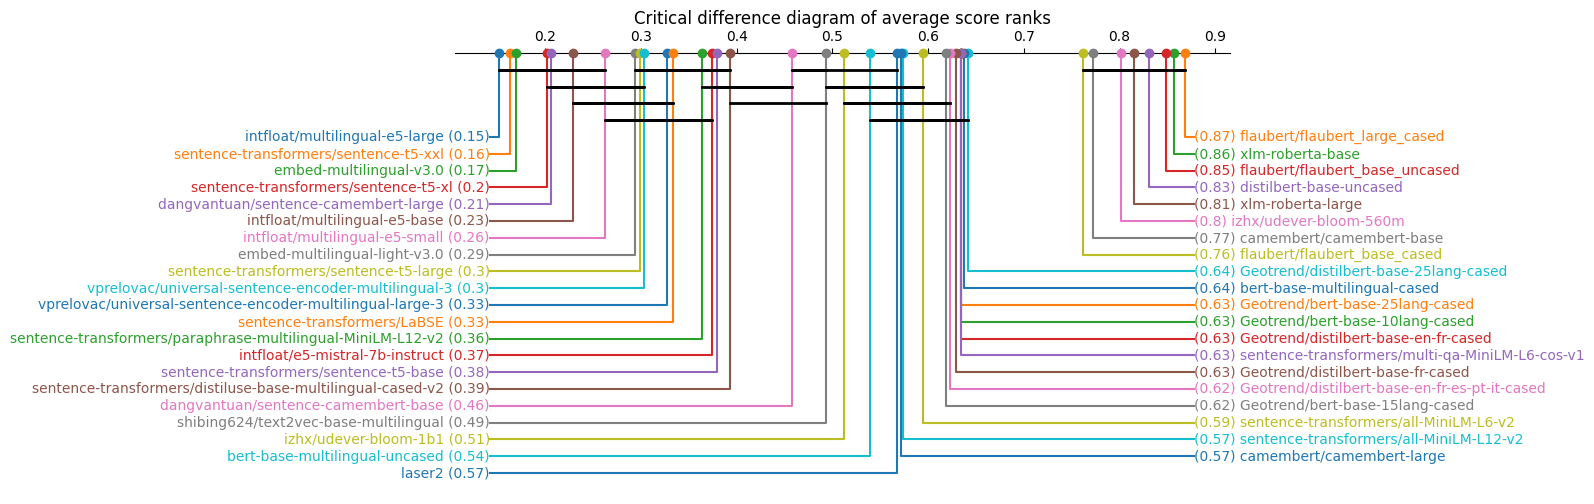 Critical difference diagram of average score ranks
0.2 0.3 0.4 0.5 0.6 0.7 0.8 0.9
intfloat/multilingual-e5-large (0.15)
sentence-transformers/sentence-t5-xxl (0.16)
embed-multilingual-v3.0 (0.17)
sentence-transformers/sentence-t5-xl (0.2)
dangvantuan/sentence-camembert-large (0.21)
intfloat/multilingual-e5-base (0.23)
intfloat/multilingual-e5-small (0.26)
embed-multilingual-light-v3.0 (0.29)
sentence-transformers/sentence-t5-large (0.3)
vprelovac/universal-sentence-encoder-multilingual-3 (0.3)
vprelovac/universal-sentence-encoder-multilingual-large-3 (0.33)
sentence-transformers/LaBSE (0.33)
sentence-transformers/paraphrase-multilingual-MiniLM-L12-v2 (0.36)
intfloat/e5-mistral-7b-instruct (0.37)
sentence-transformers/sentence-t5-base (0.38)
sentence-transformers/distiluse-base-multilingual-cased-v2 (0.39)
dangvantuan/sentence-camembert-base (0.46)
shibing624/text2vec-base-multilingual (0.49)
izhx/udever-bloom-1b1 (0.51)
bert-base-multilingual-uncased (0.54)
laser2 (0.57)
(0.87) flaubert/flaubert_large_cased
(0.86) xlm-roberta-base
(0.85) flaubert/flaubert_base_uncased
(0.83) distilbert-base-uncased
(0.81) xlm-roberta-large
(0.8) izhx/udever-bloom-560m
(0.77) camembert/camembert-base
(0.76) flaubert/flaubert_base_cased
(0.64) Geotrend/distilbert-base-25lang-cased
(0.64) bert-base-multilingual-cased
(0.63) Geotrend/bert-base-25lang-cased
(0.63) Geotrend/bert-base-10lang-cased
(0.63) Geotrend/distilbert-base-en-fr-cased
(0.63) sentence-transformers/multi-qa-MiniLM-L6-cos-v1
(0.63) Geotrend/distilbert-base-fr-cased
(0.62) Geotrend/distilbert-base-en-fr-es-pt-it-cased
(0.62) Geotrend/bert-base-15lang-cased
(0.59) sentence-transformers/all-MiniLM-L6-v2
(0.57) sentence-transformers/all-MiniLM-L12-v2
(0.57) camembert/camembert-large